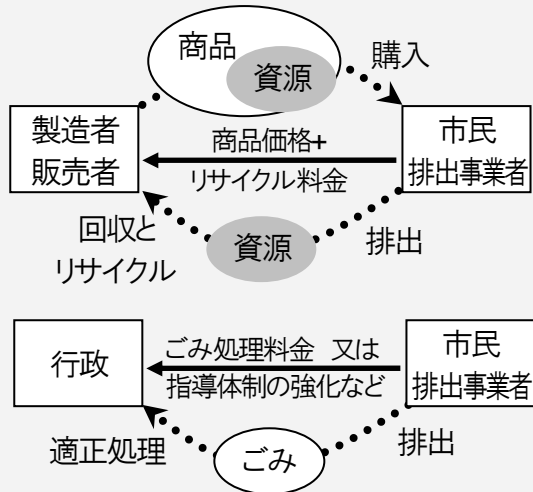 商品
資源
購入
製造者
販売者
商品価格+
リサイクル料金
市民
排出事業者
回収と
リサイクル
資源
排出
行政
ごみ処理料金 又は
指導体制の強化など
市民
排出事業者
適正処理
ごみ
排出